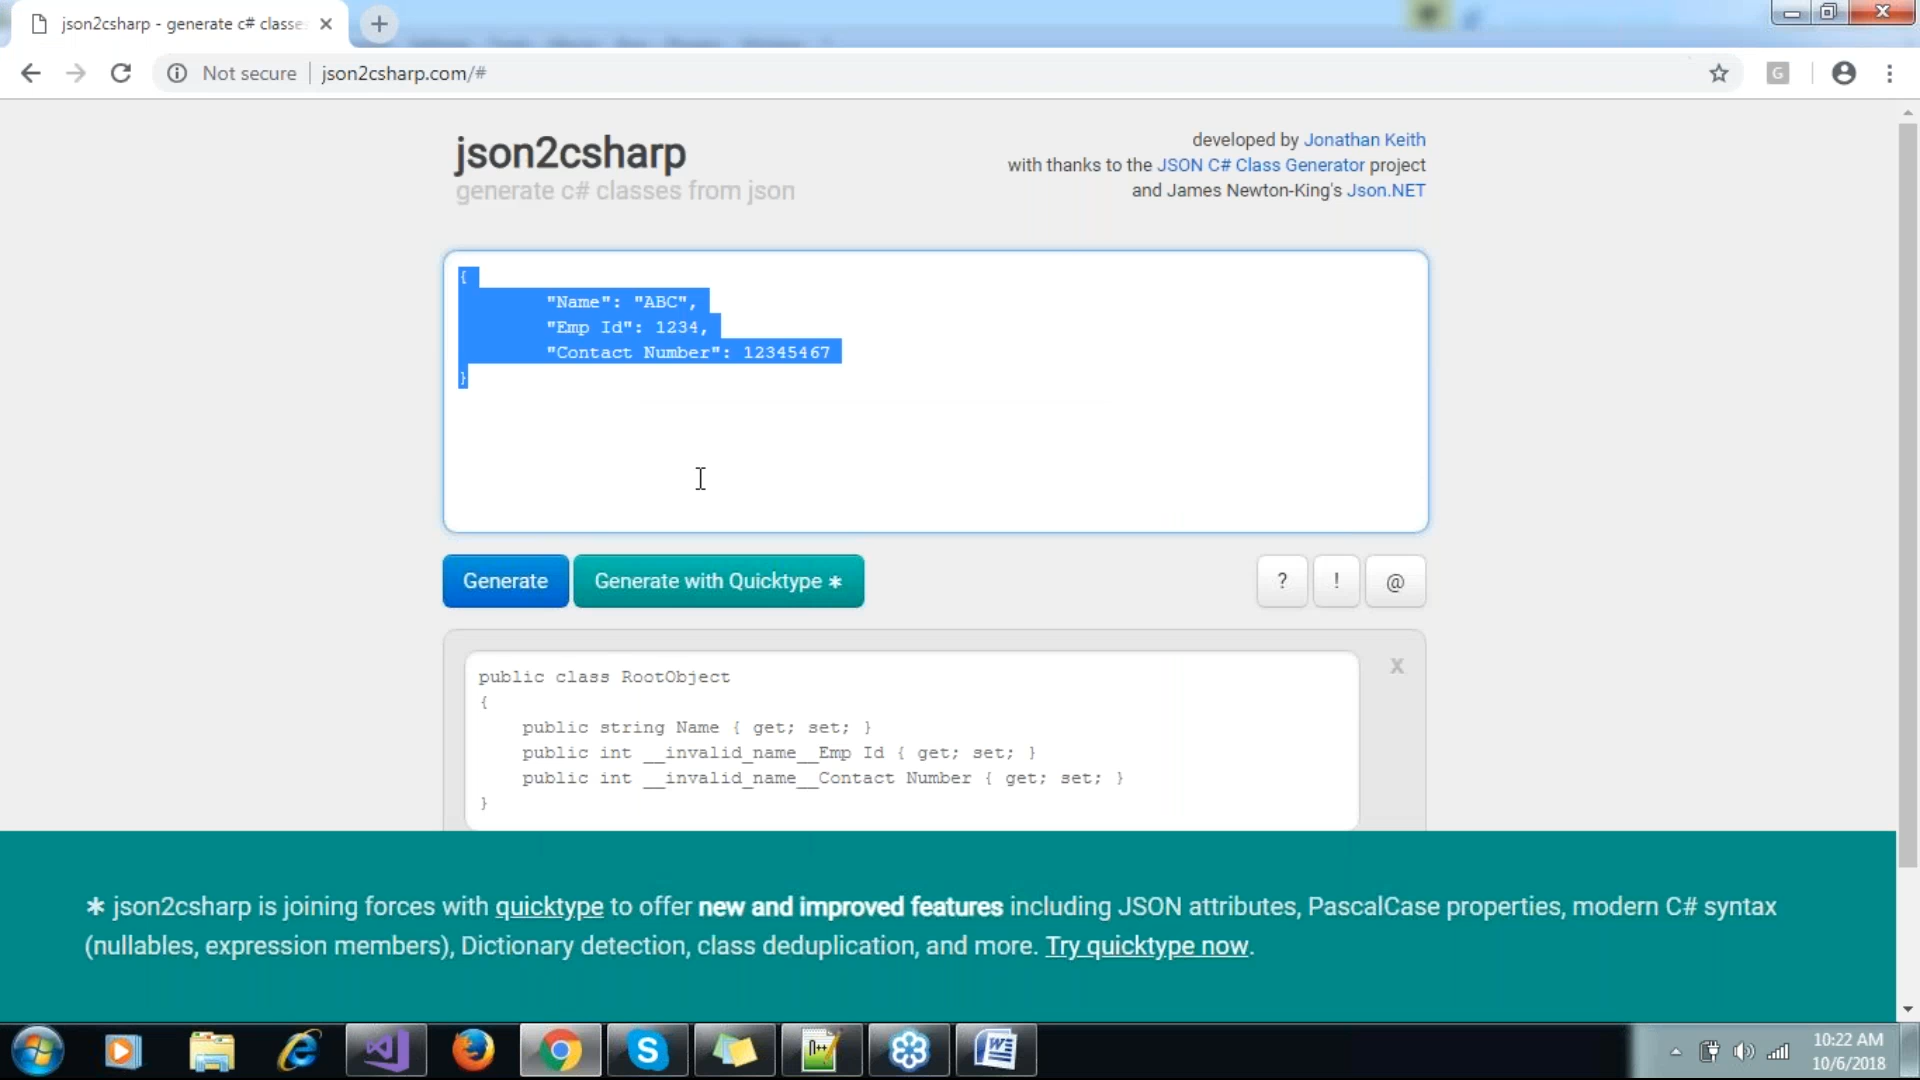 json2csharp - generate c# classes
Not secure
json2csharp.com/#
G
json2csharp
generate c# classes from json
developed by Jonathan Keith
with thanks to the JSON C# Class Generator project
and James Newton-King's Json.NET
{
"Name": "ABC",
"Emp Id": 1234,
"Contact Number": 12345467
}
Generate
Generate with Quicktype *
?
!
@
x
public class RootObject
{
public string Name { get; set; }
public int __invalid_name__Emp Id { get; set; }
public int __invalid_name__Contact Number { get; set; }
}
* json2csharp is joining forces with quicktype to offer new and improved features including JSON attributes, PascalCase properties, modern C# syntax
(nullables, expression members), Dictionary detection, class deduplication, and more. Try quicktype now.
10:22 AM
10/6/2018